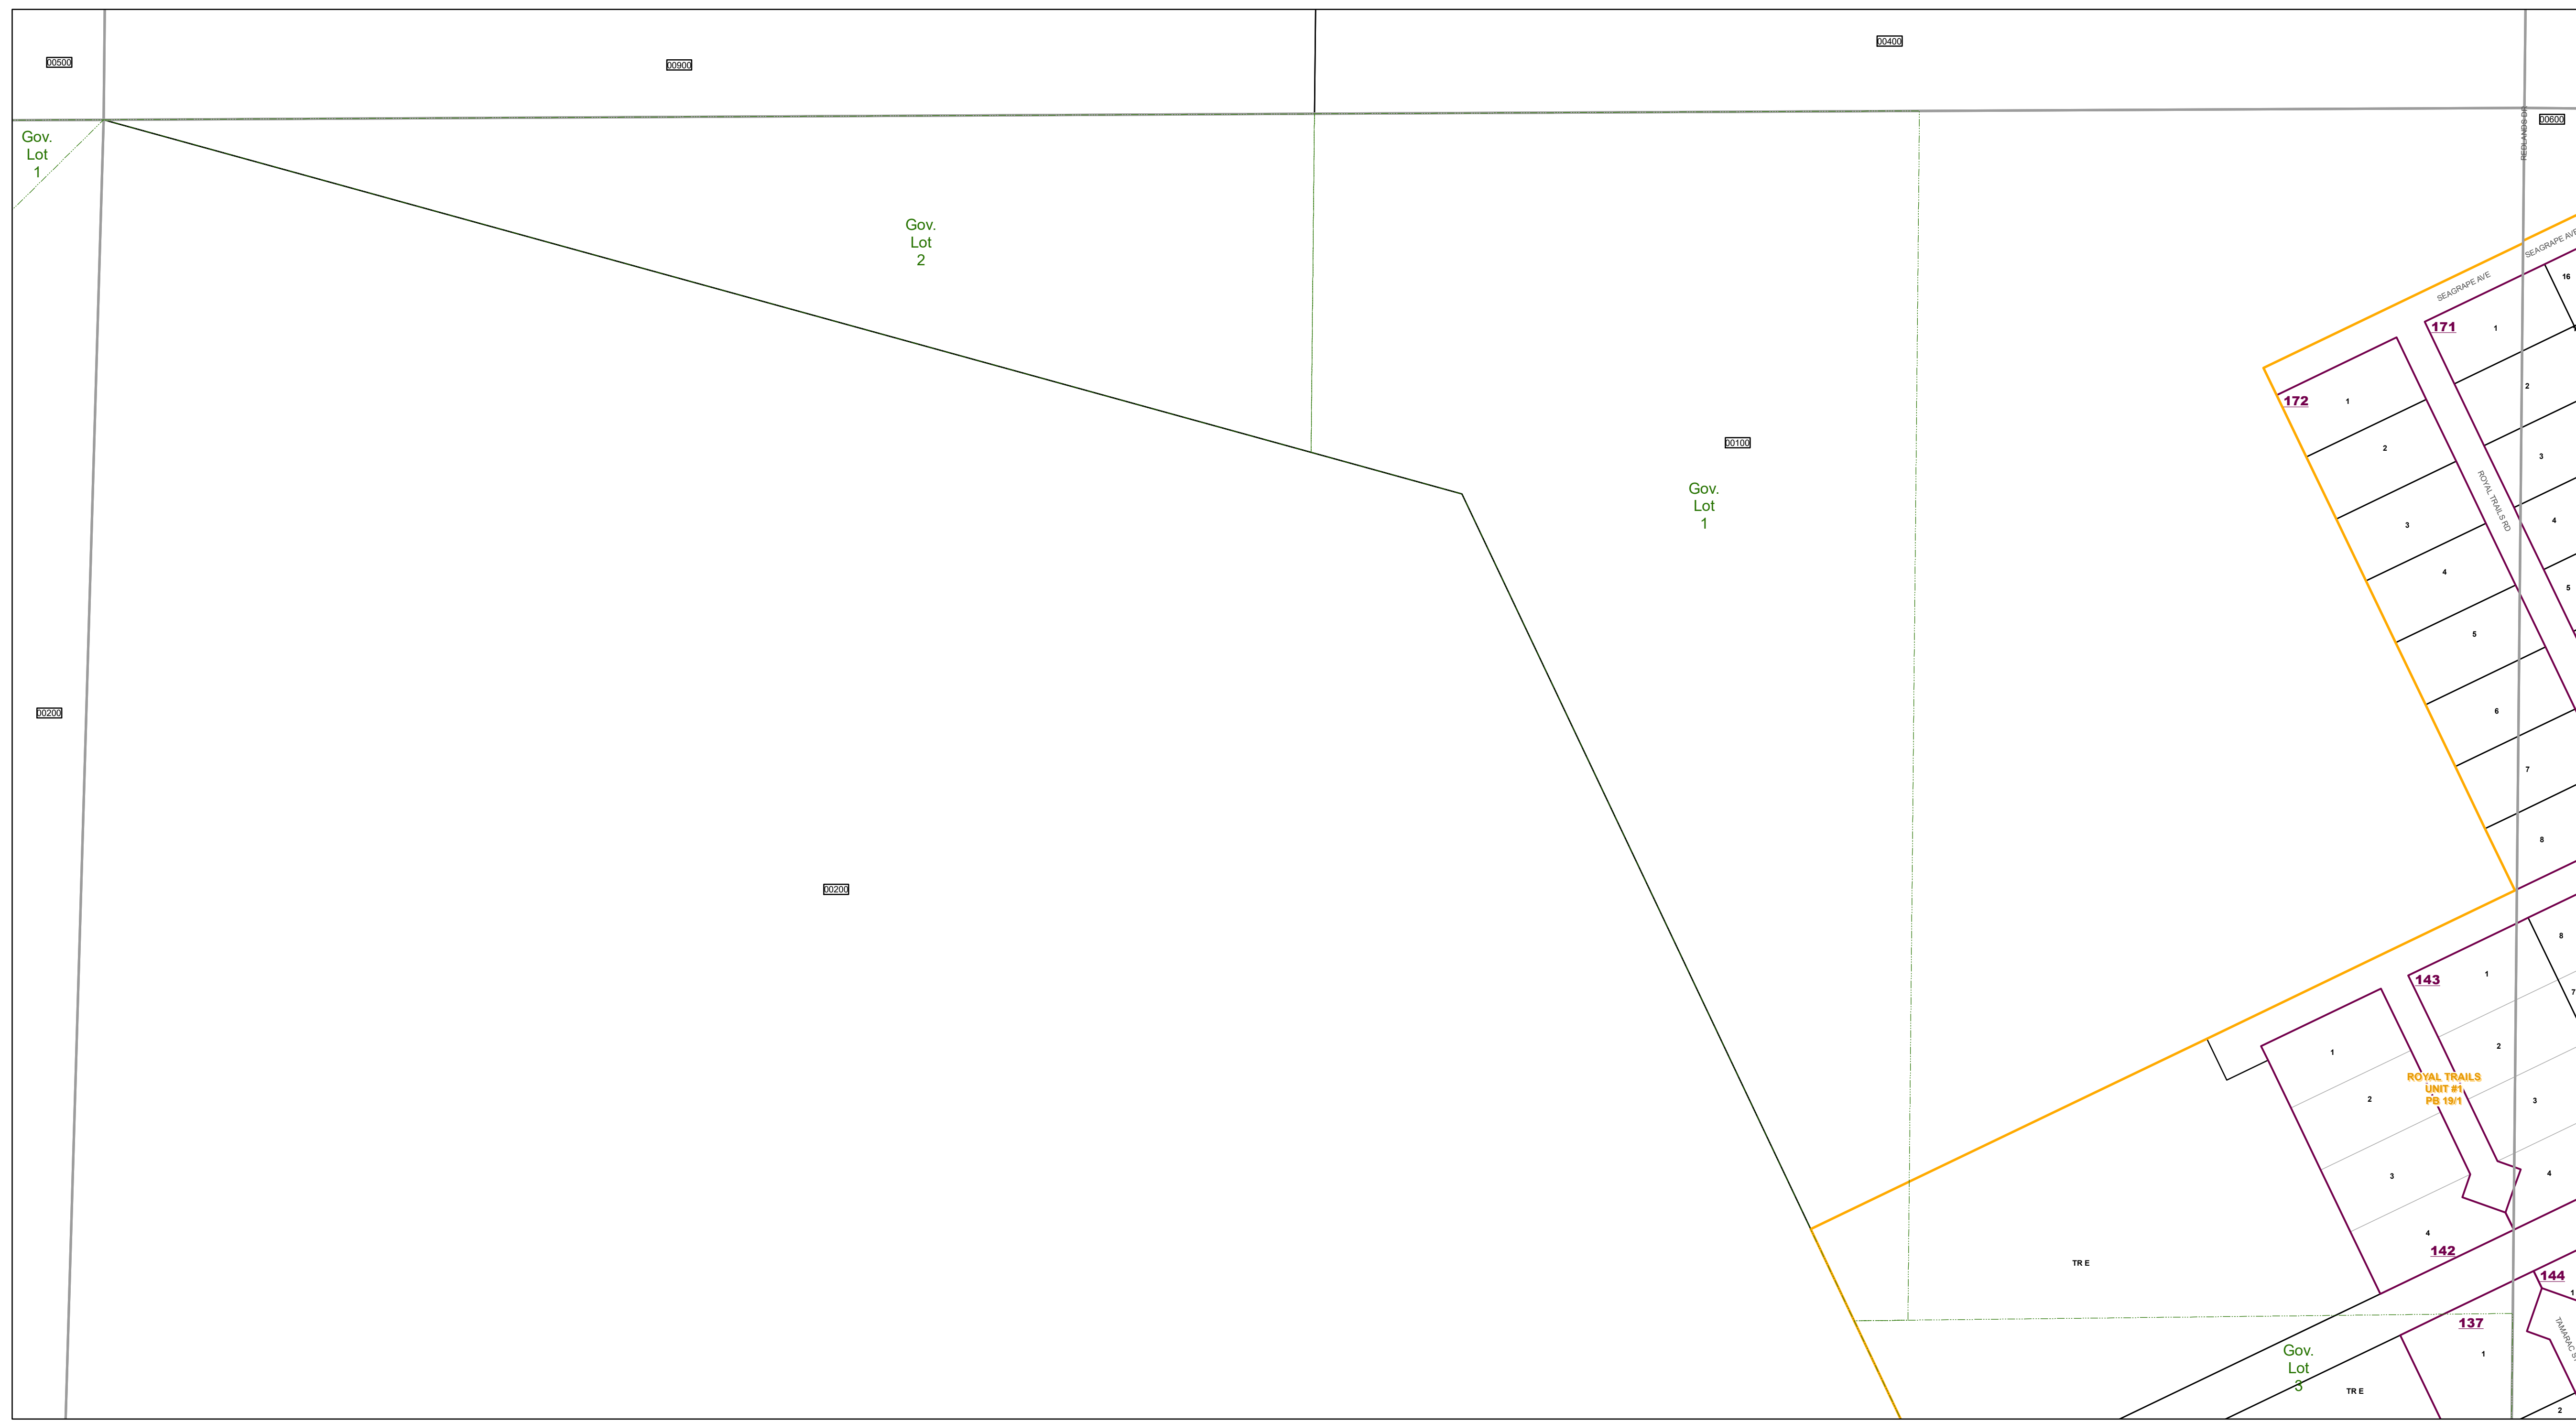 00500
00900
00400
REDLANDS DR
00600
Gov.
Lot
1
Gov.
Lot
2
SEAGRAPE AVE
SEAGRAPE AVE
16
171
1
2
3
4
5
172
1
2
3
4
5
6
7
8
ROYAL TRAILS RD
00100
Gov.
Lot
1
00200
00200
143
1
2
3
4
8
7
1
2
3
4
142
ROYAL TRAILS
UNIT #1
PB 19/1
TR E
144
1
137
1
TAMARAC ST
Gov.
Lot
3
TR E
2